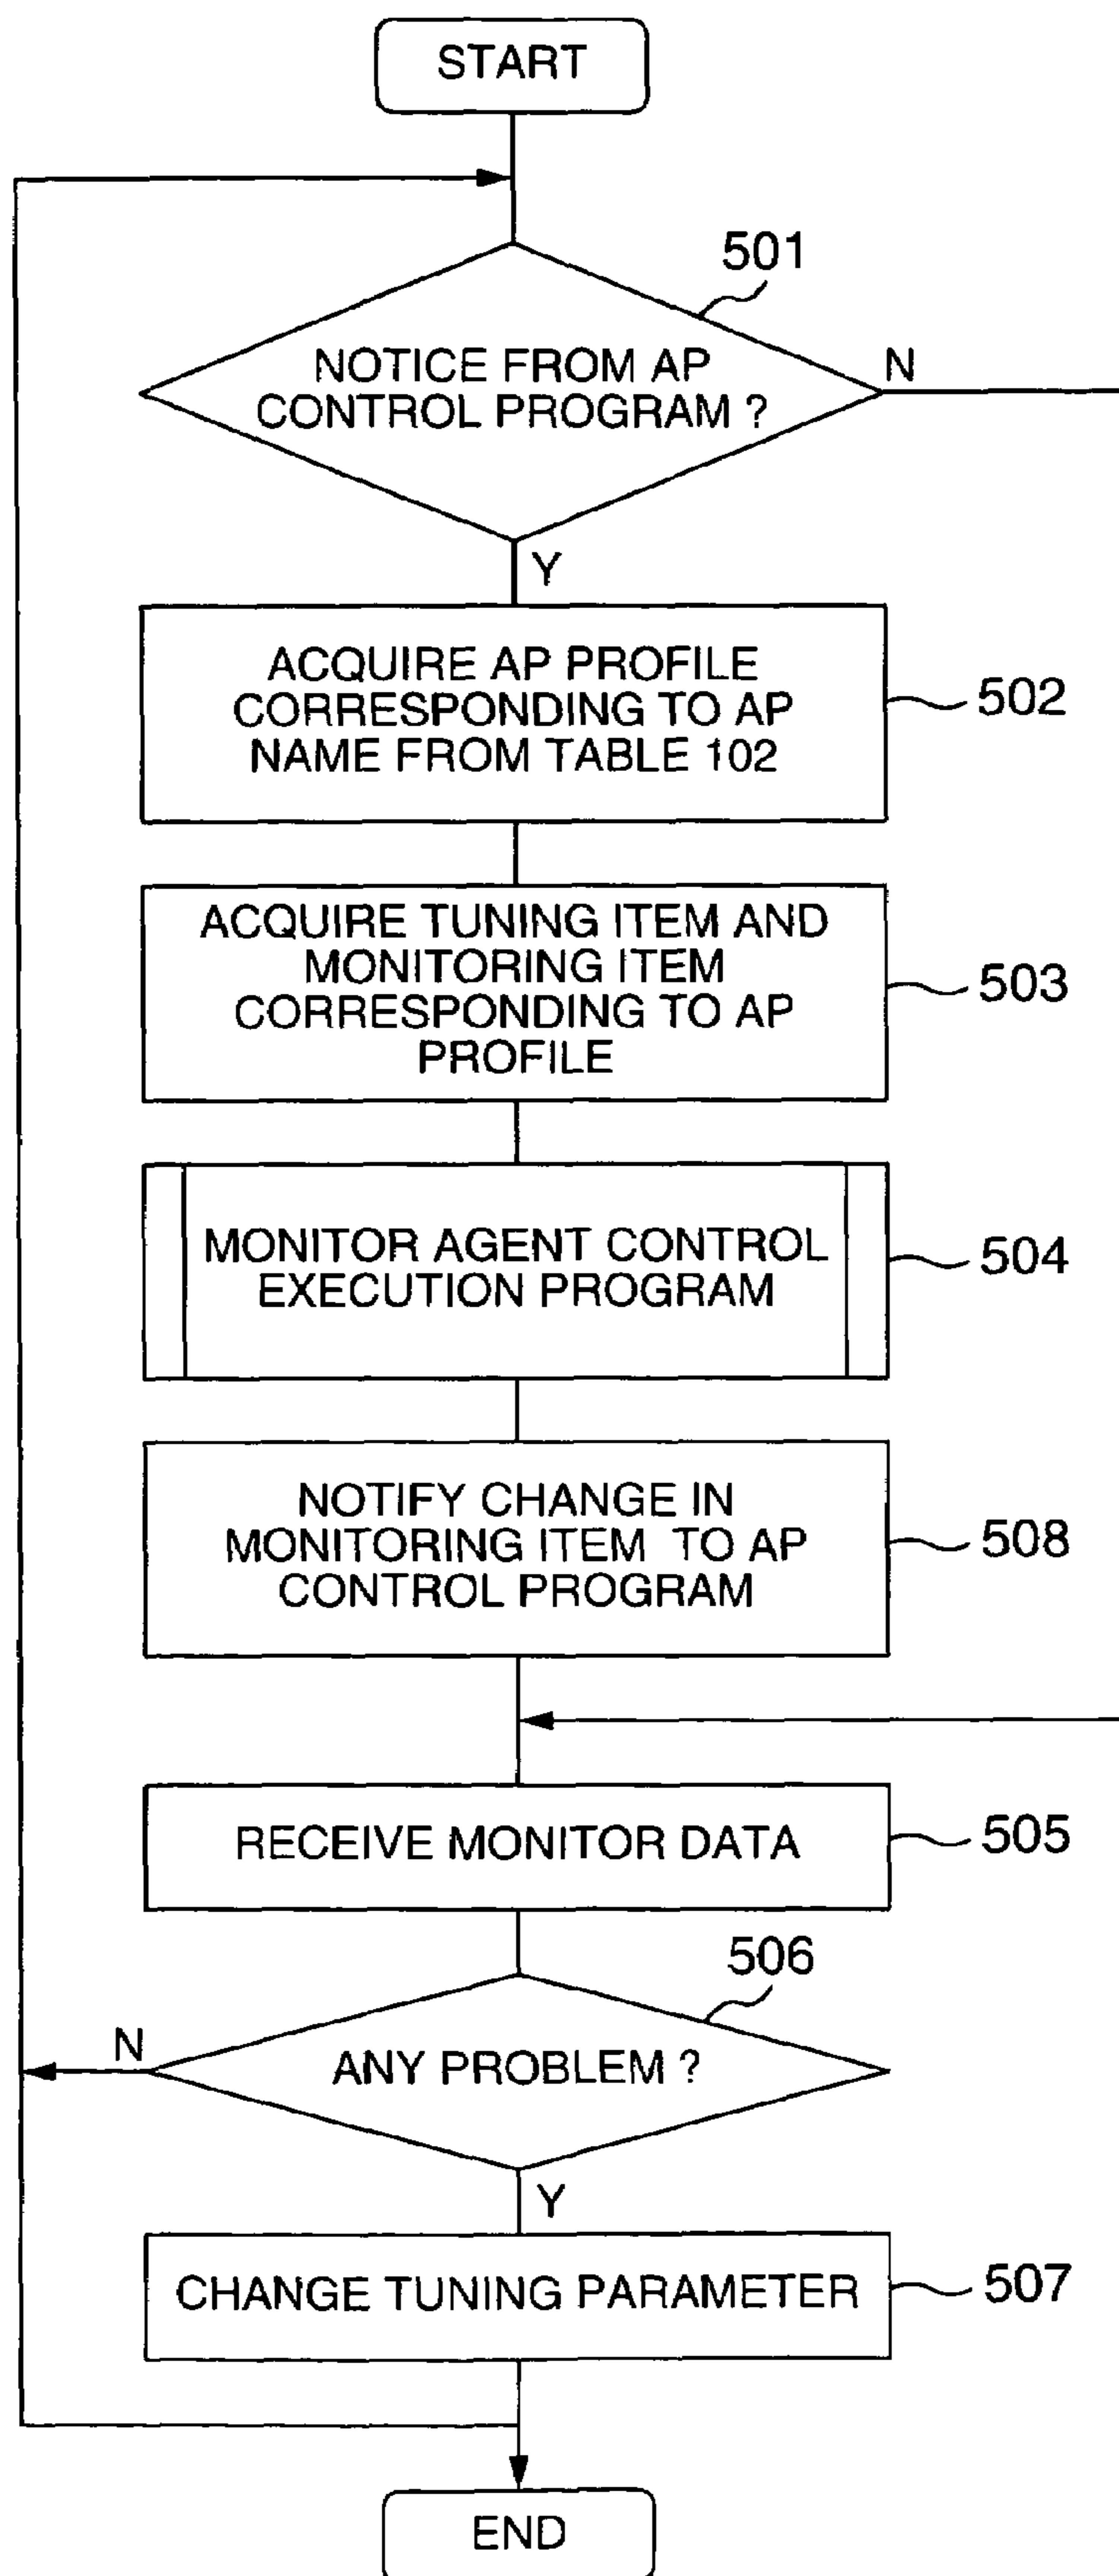 START
501
NOTICE FROM AP
CONTROL PROGRAM ?
N
Y
ACQUIRE AP PROFILE
CORRESPONDING TO AP
NAME FROM TABLE 102
502
ACQUIRE TUNING ITEM AND
MONITORING ITEM
CORRESPONDING TO AP
PROFILE
503
MONITOR AGENT CONTROL
EXECUTION PROGRAM
504
NOTIFY CHANGE IN
MONITORING ITEM TO AP
CONTROL PROGRAM
508
RECEIVE MONITOR DATA
505
506
N
ANY PROBLEM ?
Y
CHANGE TUNING PARAMETER
507
END